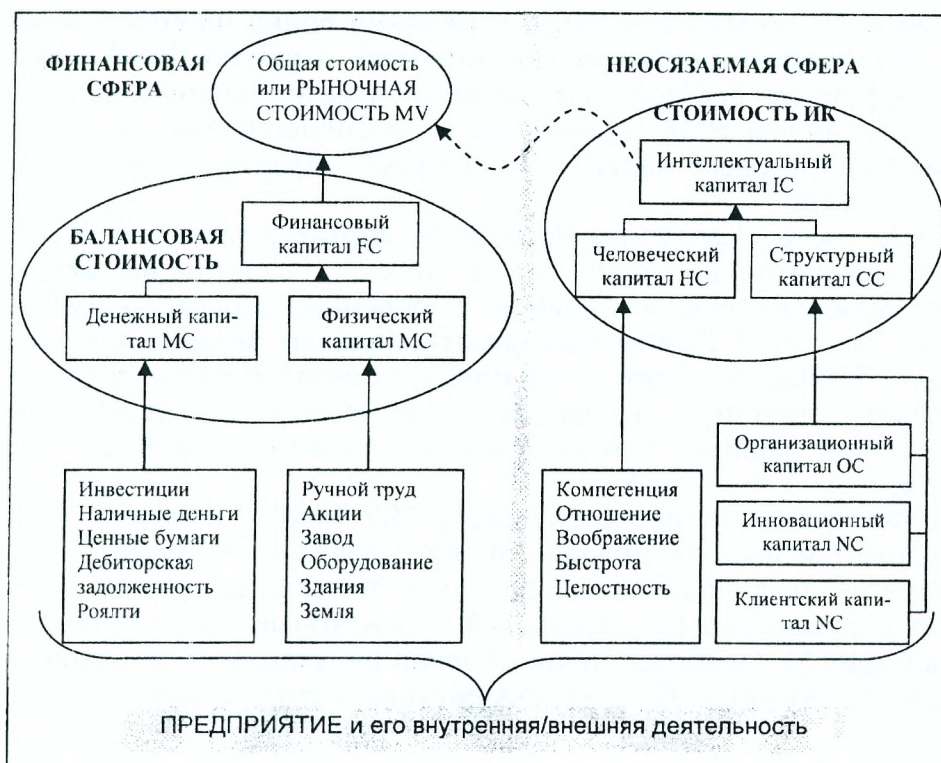 ФИНАНСОВАЯ
СФЕРА
Общая стоимость
или РЫНОЧНАЯ
СТОИМОСТЬ MV
НЕОСЯЗАЕМАЯ СФЕРА
СТОИМОСТЬ ИК
Интеллектуальный
капитал IC
БАЛАНСОВАЯ
СТОИМОСТЬ
Финансовый
капитал FC
Человеческий
капитал HC
Структурный
капитал CC
Денежный капи-
тал MC
Физический
капитал MC
Инвестиции
Наличные деньги
Ценные бумаги
Дебиторская
задолженность
Роялти
Ручной труд
Акции
Завод
Оборудование
Здания
Земля
Компетенция
Отношение
Воображение
Быстрота
Целостность
Организационный
капитал OC
Инновационный
капитал NC
Клиентский капи-
тал NC
ПРЕДПРИЯТИЕ и его внутренняя/внешняя деятельность